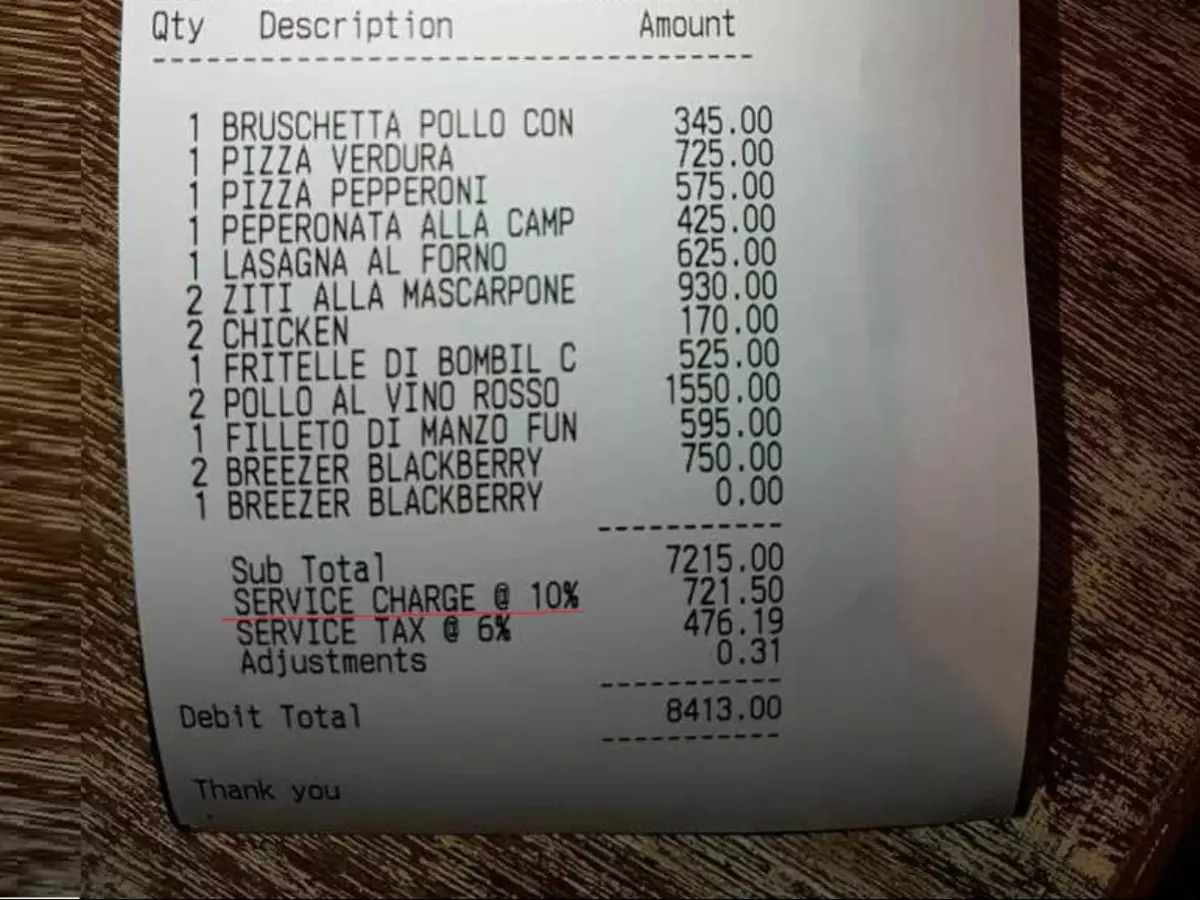 Qty Description Amount
1 BRUSCHETTA POLLO CON 345.00
1 PIZZA VERDURA 725.00
1 PIZZA PEPPERONI 575.00
1 PEPERONATA ALLA CAMP 425.00
1 LASAGNA AL FORNO 625.00
2 ZITI ALLA MASCARPONE 930.00
2 CHICKEN 170.00
1 FRITELLE DI BOMBIL C 525.00
2 POLLO AL VINO ROSSO 1550.00
1 FILLETO DI MANZO FUN 595.00
2 BREEZER BLACKBERRY 750.00
1 BREEZER BLACKBERRY 0.00
Sub Total 7215.00
SERVICE CHARGE @ 10% 721.50
SERVICE TAX @ 6% 476.19
Adjustments 0.31
Debit Total 8413.00
Thank you